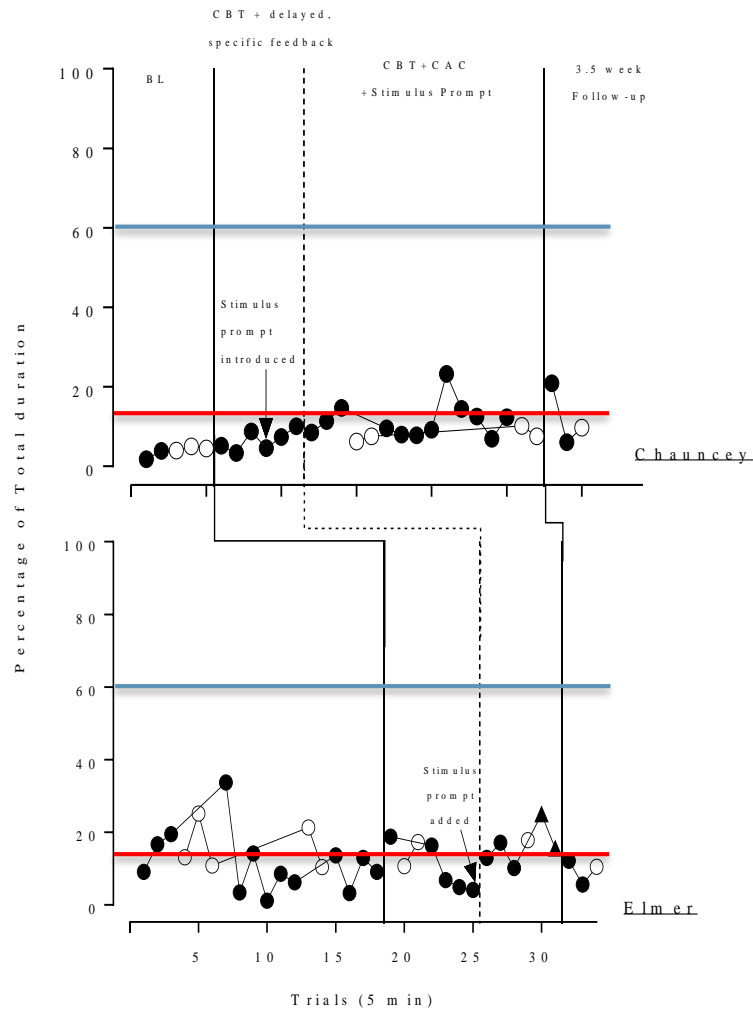 CBT + delayed,
specific feedback
BL
CBT+CAC
+Stimulus Prompt
3.5 week
Follow-up
100
80
60
40
20
0
Stimulus
prompt
introduced
Chauncey
Percentage of Total duration
100
80
60
40
20
0
Stimulus
prompt
added
Elmer
5 10 15 20 25 30
Trials (5 min)